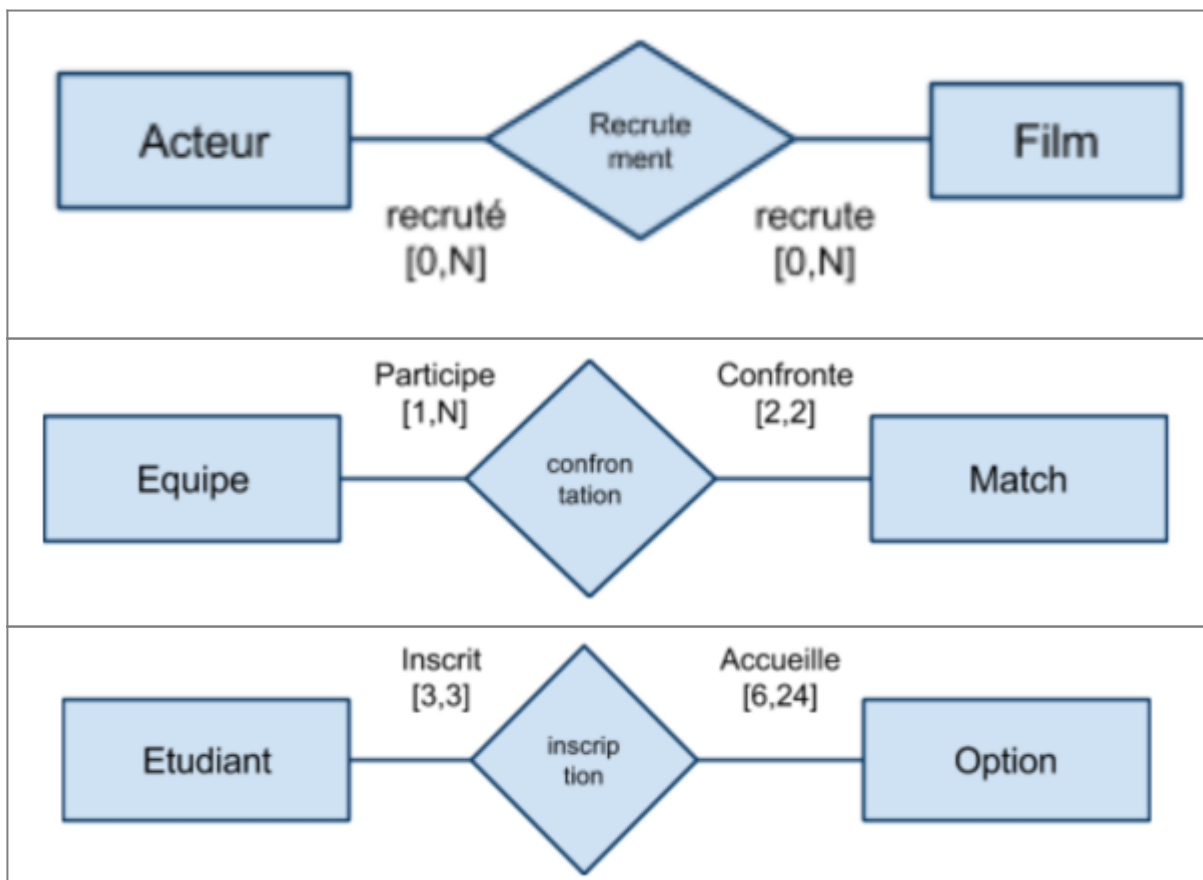 Acteur
Recrute
ment
Film
recruté
[0,N]
recrute
[0,N]
Participe
[1,N]
Confronte
[2,2]
Equipe
confron
tation
Match
Inscrit
[3,3]
Accueille
[6,24]
Etudiant
inscrip
tion
Option